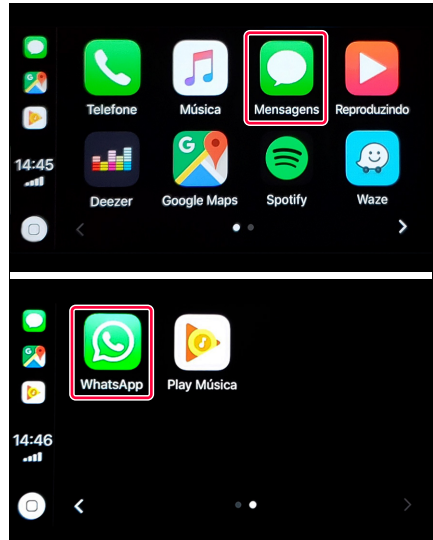 Telefone
Música
Mensagens
Reproduzindo
14:45
Deezer
Google Maps
Spotify
Waze
G
WhatsApp
Play Música
14:46